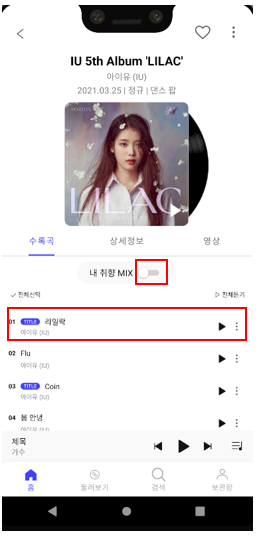 IU 5th Album 'LILAC'
아이유 (IU)
2021.03.25 | 정규 | 댄스 팝
LILAC
수록곡 상세정보 영상
내 취향 MIX
전체선택 전체듣기
01 TITLE 라일락
아이유 (IU)
02 Flu
아이유 (IU)
03 TITLE Coin
아이유 (IU)
04 봄 안녕
아이유 (IU)
제목
가수
홈 둘러보기 검색 보관함